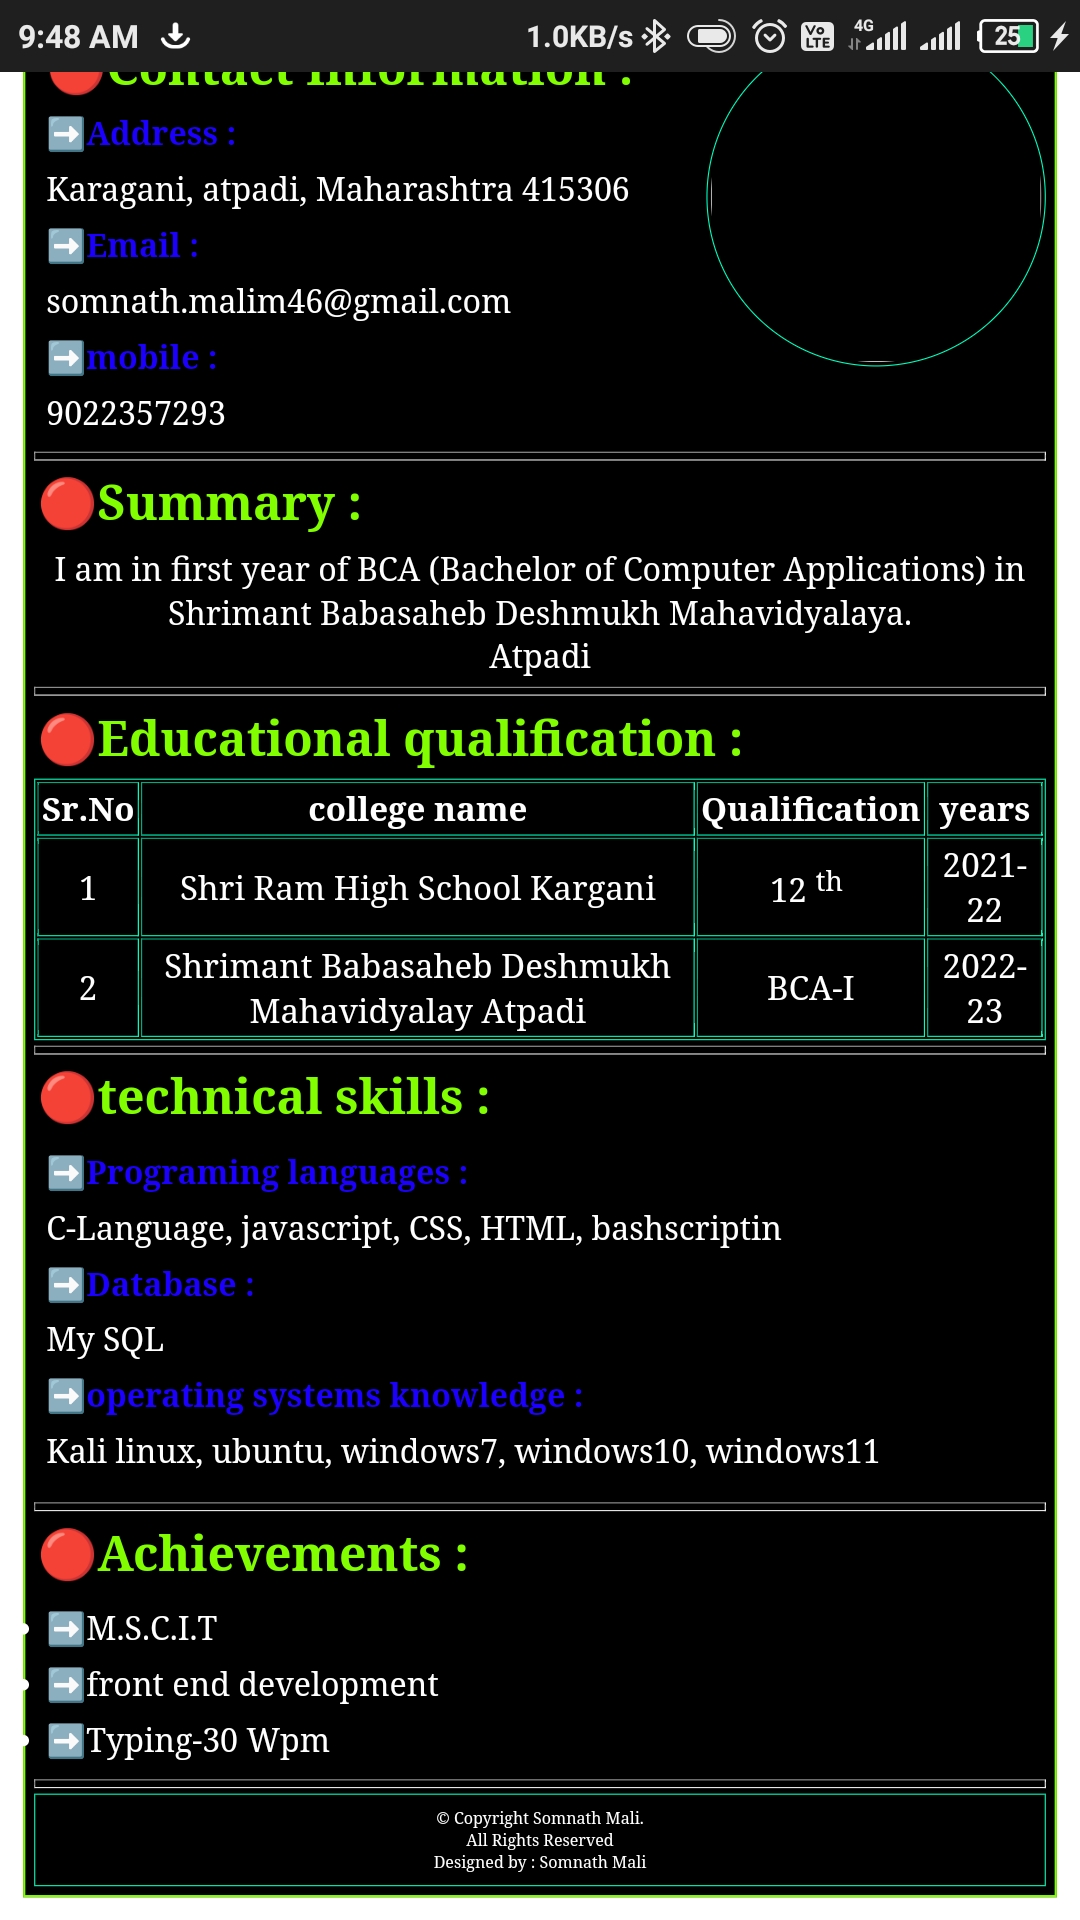 9:48 AM 1.0KB/s Vo LTE 4G 25
🔴Contact Information :
➡️Address :
Karagani, atpadi, Maharashtra 415306
➡️Email :
somnath.malim46@gmail.com
➡️mobile :
9022357293
🔴Summary :
I am in first year of BCA (Bachelor of Computer Applications) in
Shrimant Babasaheb Deshmukh Mahavidyalaya.
Atpadi
🔴Educational qualification :
Sr.No college name Qualification years
1 Shri Ram High School Kargani 12 th 2021-
22
2 Shrimant Babasaheb Deshmukh
Mahavidyalay Atpadi BCA-I 2022-
23
🔴technical skills :
➡️Programing languages :
C-Language, javascript, CSS, HTML, bashscriptin
➡️Database :
My SQL
➡️operating systems knowledge :
Kali linux, ubuntu, windows7, windows10, windows11
🔴Achievements :
➡️M.S.C.I.T
➡️front end development
➡️Typing-30 Wpm
© Copyright Somnath Mali.
All Rights Reserved
Designed by : Somnath Mali